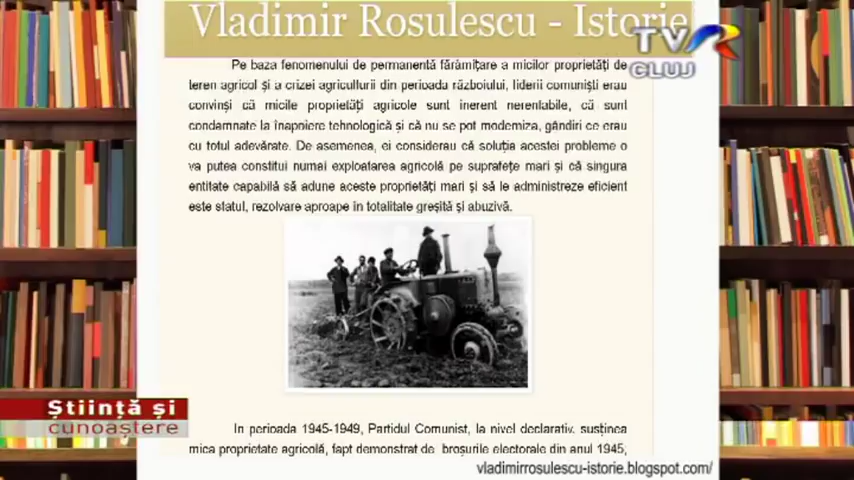 Vladimir Rosulescu - Istorie
TVR
CLUJ
Pe baza fenomenului de permanentă fărâmițare a micilor proprietăți de
teren agricol și a crizei agriculturii din perioada războiului, liderii comuniști erau
convinși că micile proprietăți agricole sunt inerent nerentabile, că sunt
condamnate la înapoiere tehnologică și că nu se pot moderniza, gândiri ce erau
cu totul adevărate. De asemenea, ei considerau că soluția acestei probleme o
va putea constitui numai exploatarea agricolă pe suprafețe mari și că singura
entitate capabilă să adune aceste proprietăți mari și să le administreze eficient
este statul, rezolvare aproape în totalitate greșită și abuzivă.
Știință și
cunoaștere
In perioada 1945-1949, Partidul Comunist, la nivel declarativ, susținea
mica proprietate agricolă, fapt demonstrat de broșurile electorale din anul 1945,
vladimirrosulescu-istorie.blogspot.com/